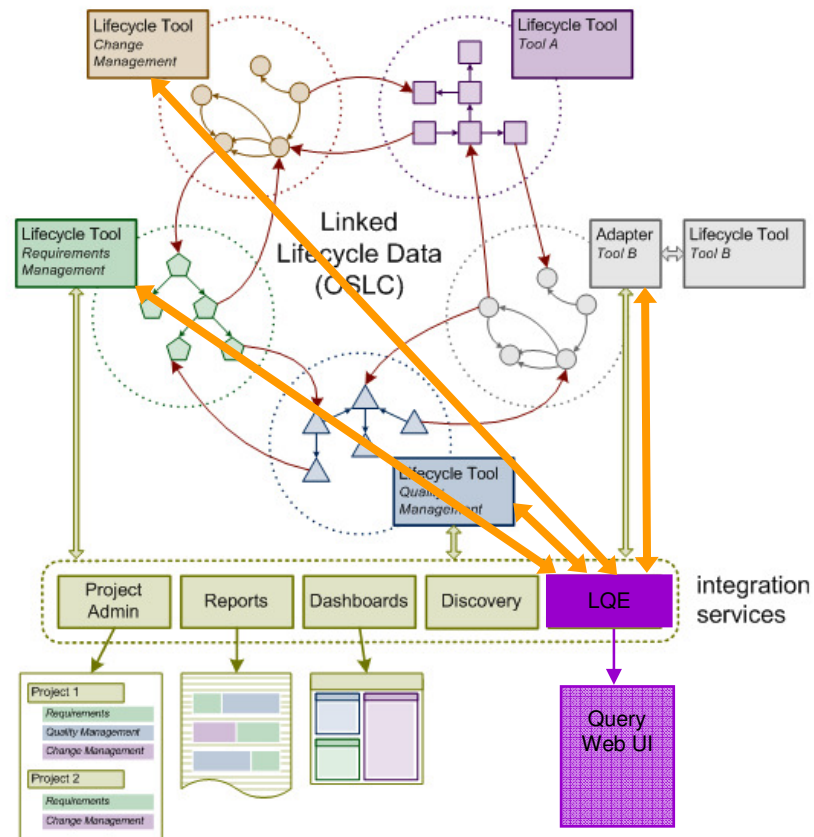 Lifecycle Tool
Change
Management
Lifecycle Tool
Tool A
Linked
Lifecycle Data
(OSLC)
Lifecycle Tool
Requirements
Management
Adapter
Tool B
Lifecycle Tool
Tool B
Lifecycle Tool
Quality
Management
Project
Admin
Reports
Dashboards
Discovery
LQE
integration
services
Project 1
Requirements
Quality Management
Change Management
Project 2
Requirements
Change Management
Query
Web UI